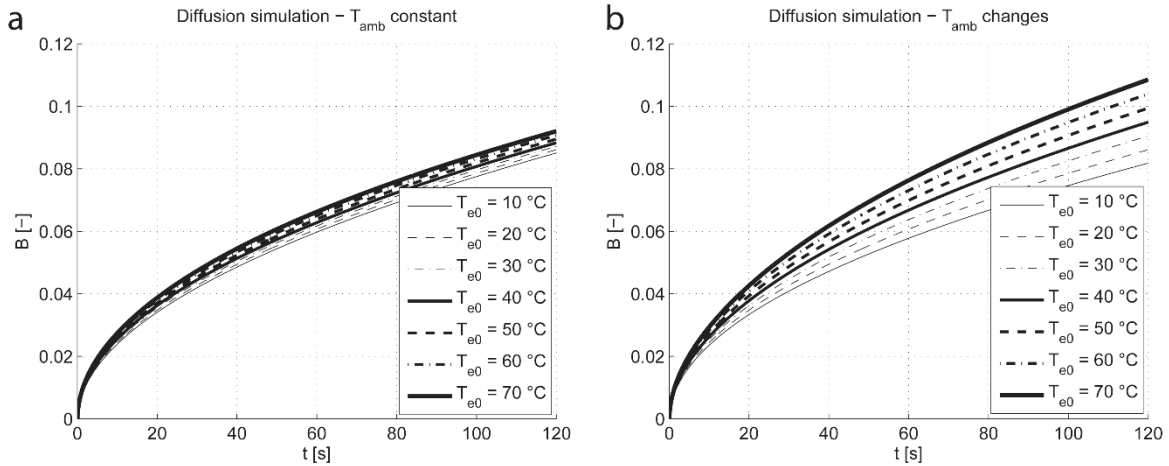 a
Diffusion simulation − T_amb constant
0.12
0.1
0.08
0.06
0.04
0.02
0
B [−]
0 20 40 60 80 100 120
t [s]
T_e0 = 10 °C
T_e0 = 20 °C
T_e0 = 30 °C
T_e0 = 40 °C
T_e0 = 50 °C
T_e0 = 60 °C
T_e0 = 70 °C
b
Diffusion simulation − T_amb changes
0.12
0.1
0.08
0.06
0.04
0.02
0
B [−]
0 20 40 60 80 100 120
t [s]
T_e0 = 10 °C
T_e0 = 20 °C
T_e0 = 30 °C
T_e0 = 40 °C
T_e0 = 50 °C
T_e0 = 60 °C
T_e0 = 70 °C